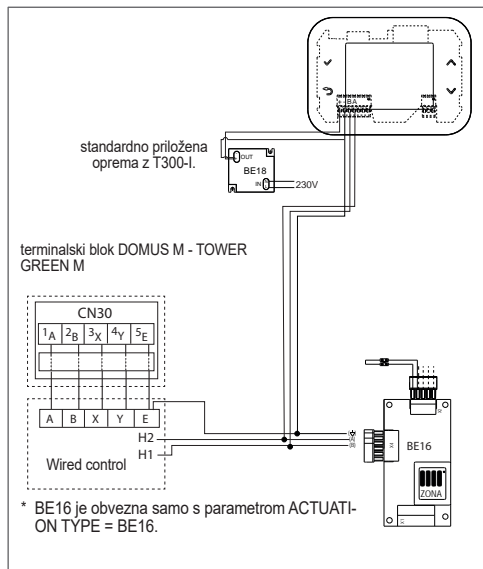 BA
standardno priložena
oprema z T300-I.
OUT
BE18
IN
230V
terminalski blok DOMUS M - TOWER
GREEN M
CN30
1A 2B 3X 4Y 5E
A B X Y E
H2
H1
Wired control
(A)
(B)
BE16
ZONA
* BE16 je obvezna samo s parametrom ACTUATI-
ON TYPE = BE16.